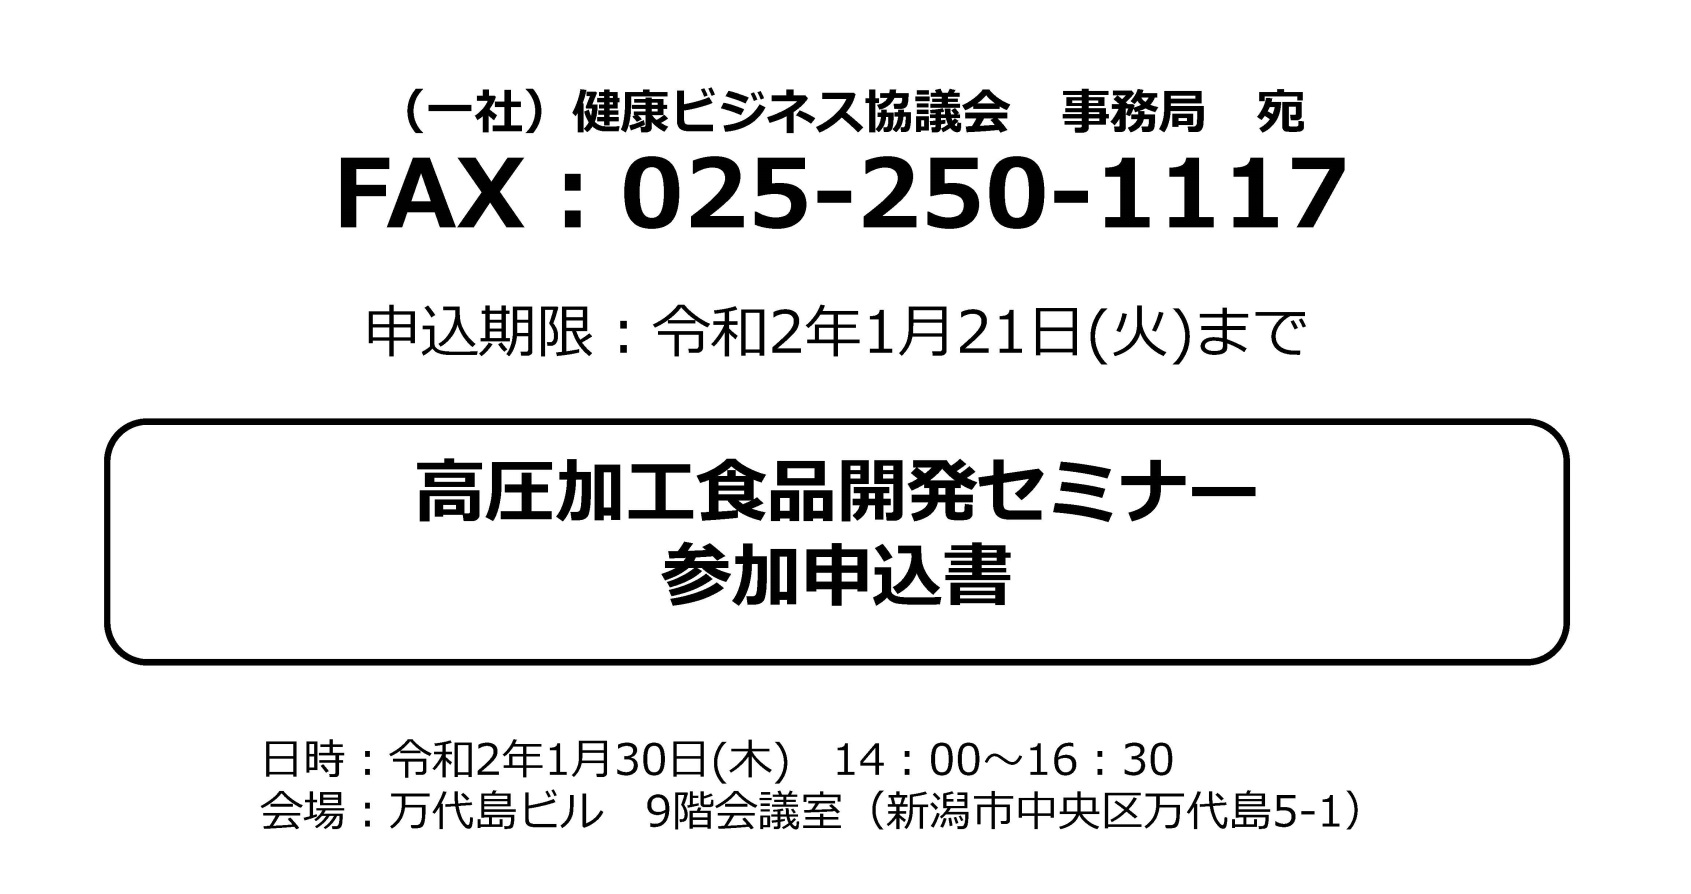 （一社）健康ビジネス協議会　事務局　宛
FAX：025-250-1117
申込期限：令和2年1月21日(火)まで
高圧加工食品開発セミナー
参加申込書
日時：令和2年1月30日(木)　14：00～16：30
会場：万代島ビル　9階会議室（新潟市中央区万代島5-1）